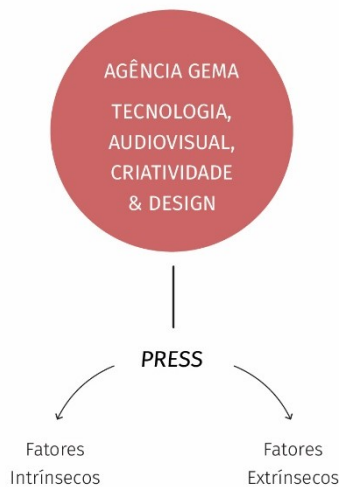 AGÊNCIA GEMA
TECNOLOGIA,
AUDIOVISUAL,
CRIATIVIDADE
& DESIGN
PRESS
Fatores
Intrínsecos
Fatores
Extrínsecos